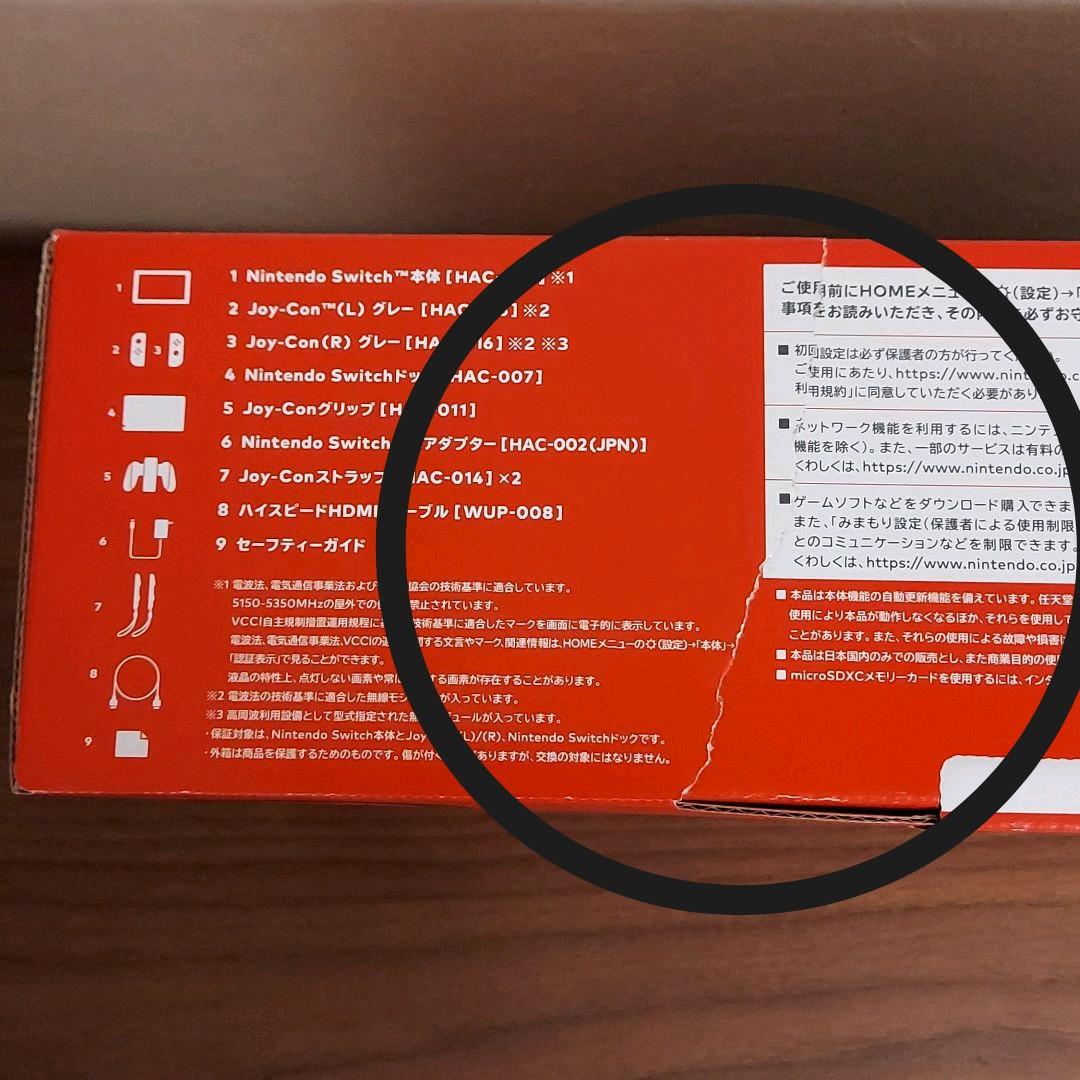 1 1 Nintendo Switch™本体 [HAC- ] ※1
2 Joy-Con™(L) グレー [HAC- ] ※2
2 3 3 Joy-Con(R) グレー [HA 16] ※2 ※3
4 Nintendo Switchドッ HAC-007]
4 5 Joy-Conグリップ [H 011]
6 Nintendo Switch アダプター [HAC-002(JPN)]
5 7 Joy-Conストラップ HAC-014] ×2
8 ハイスピードHDMI ーブル [WUP-008]
6 9 セーフティーガイド
7
8
9
※1 電波法、電気通信事業法および 協会の技術基準に適合しています。
5150-5350MHzの屋外での 禁止されています。
VCCI自主規制措置運用規程に 技術基準に適合したマークを画面に電子的に表示しています。
電波法、電気通信事業法、VCCIの する文言やマーク、関連情報は、HOMEメニューの(設定)→「本体」→
「認証表示」で見ることができます。
液晶の特性上、点灯しない画素や常に する画素が存在することがあります。
※2 電波法の技術基準に適合した無線モジ が入っています。
※3 高周波利用設備として型式指定された無 ュールが入っています。
・保証対象は、Nintendo Switch本体とJoy (L)/(R)、Nintendo Switchドックです。
・外箱は商品を保護するためのものです。傷が付 ありますが、交換の対象にはなりません。
ご使用前にHOMEメニュ (設定)→「
事項をお読みいただき、その 必ずお守
■ 初回設定は必ず保護者の方が行ってく 。
ご使用にあたり、https://www.nint o.c
利用規約」に同意していただく必要があり
■ ネットワーク機能を利用するには、ニンテ
機能を除く)。また、一部のサービスは有料の
くわしくは、https://www.nintendo.co.jp
■ ゲームソフトなどをダウンロード購入できま
また、「みまもり設定(保護者による使用制限
とのコミュニケーションなどを制限できます。
くわしくは、https://www.nintendo.co.jp
■ 本品は本体機能の自動更新機能を備えています。任天堂
使用により本品が動作しなくなるほか、それらを使用して
ことがあります。また、それらの使用による故障や損害に
■ 本品は日本国内のみでの販売とし、また商業目的の使
■ microSDXCメモリーカードを使用するには、インタ